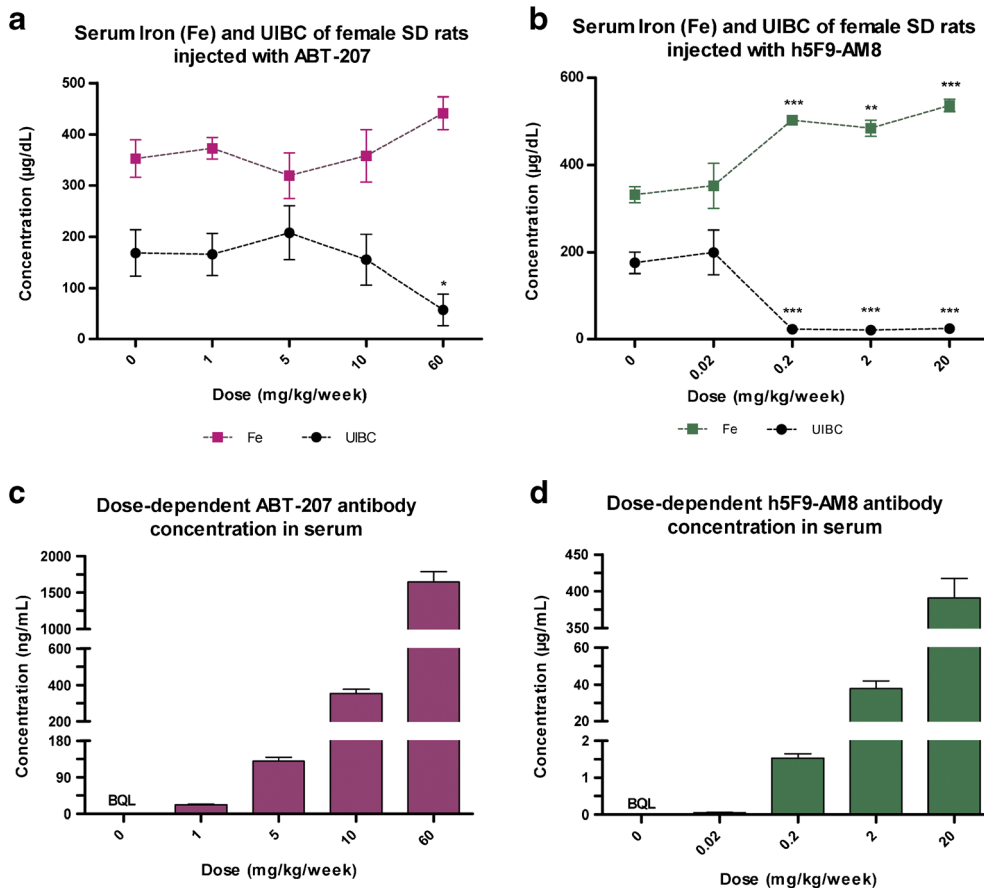 a
Serum Iron (Fe) and UIBC of female SD rats
injected with ABT-207
Concentration (µg/dL)
500
400
300
200
100
0
*
0
1
5
10
60
Dose (mg/kg/week)
Fe
UIBC
b
Serum Iron (Fe) and UIBC of female SD rats
injected with h5F9-AM8
Concentration (µg/dL)
600
400
200
0
***
**
***
***
***
***
0
0.02
0.2
2
20
Dose (mg/kg/week)
Fe
UIBC
c
Dose-dependent ABT-207 antibody
concentration in serum
Concentration (ng/mL)
2000
1500
1000
600
400
200
180
90
0
BQL
0
1
5
10
60
Dose (mg/kg/week)
d
Dose-dependent h5F9-AM8 antibody
concentration in serum
Concentration (µg/mL)
450
400
350
60
40
20
2
1
0
BQL
0
0.02
0.2
2
20
Dose (mg/kg/week)